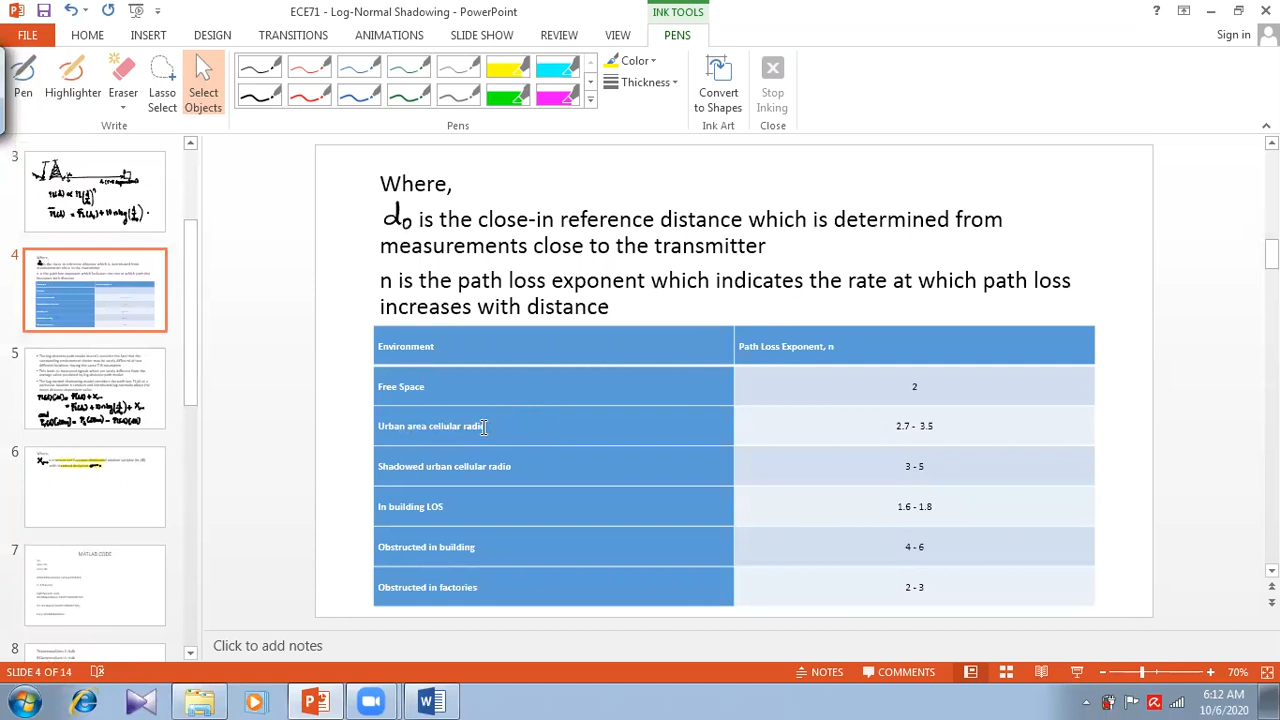 ECE71 - Log-Normal Shadowing - PowerPoint
INK TOOLS
FILE HOME INSERT DESIGN TRANSITIONS ANIMATIONS SLIDE SHOW REVIEW VIEW PENS Sign in
Pen Highlighter Eraser Lasso Select Select Objects
Color
Thickness
Convert to Shapes
Stop Inking
Write Pens Ink Art Close
3
4
5
6
7
MATLAB CODE
8
Where,
d0 is the close-in reference distance which is determined from
measurements close to the transmitter
n is the path loss exponent which indicates the rate at which path loss
increases with distance
Environment Path Loss Exponent, n
Free Space 2
Urban area cellular radio 2.7 - 3.5
Shadowed urban cellular radio 3 - 5
In building LOS 1.6 - 1.8
Obstructed in building 4 - 6
Obstructed in factories 2 - 3
Click to add notes
SLIDE 4 OF 14 NOTES COMMENTS 70%
6:12 AM
10/6/2020